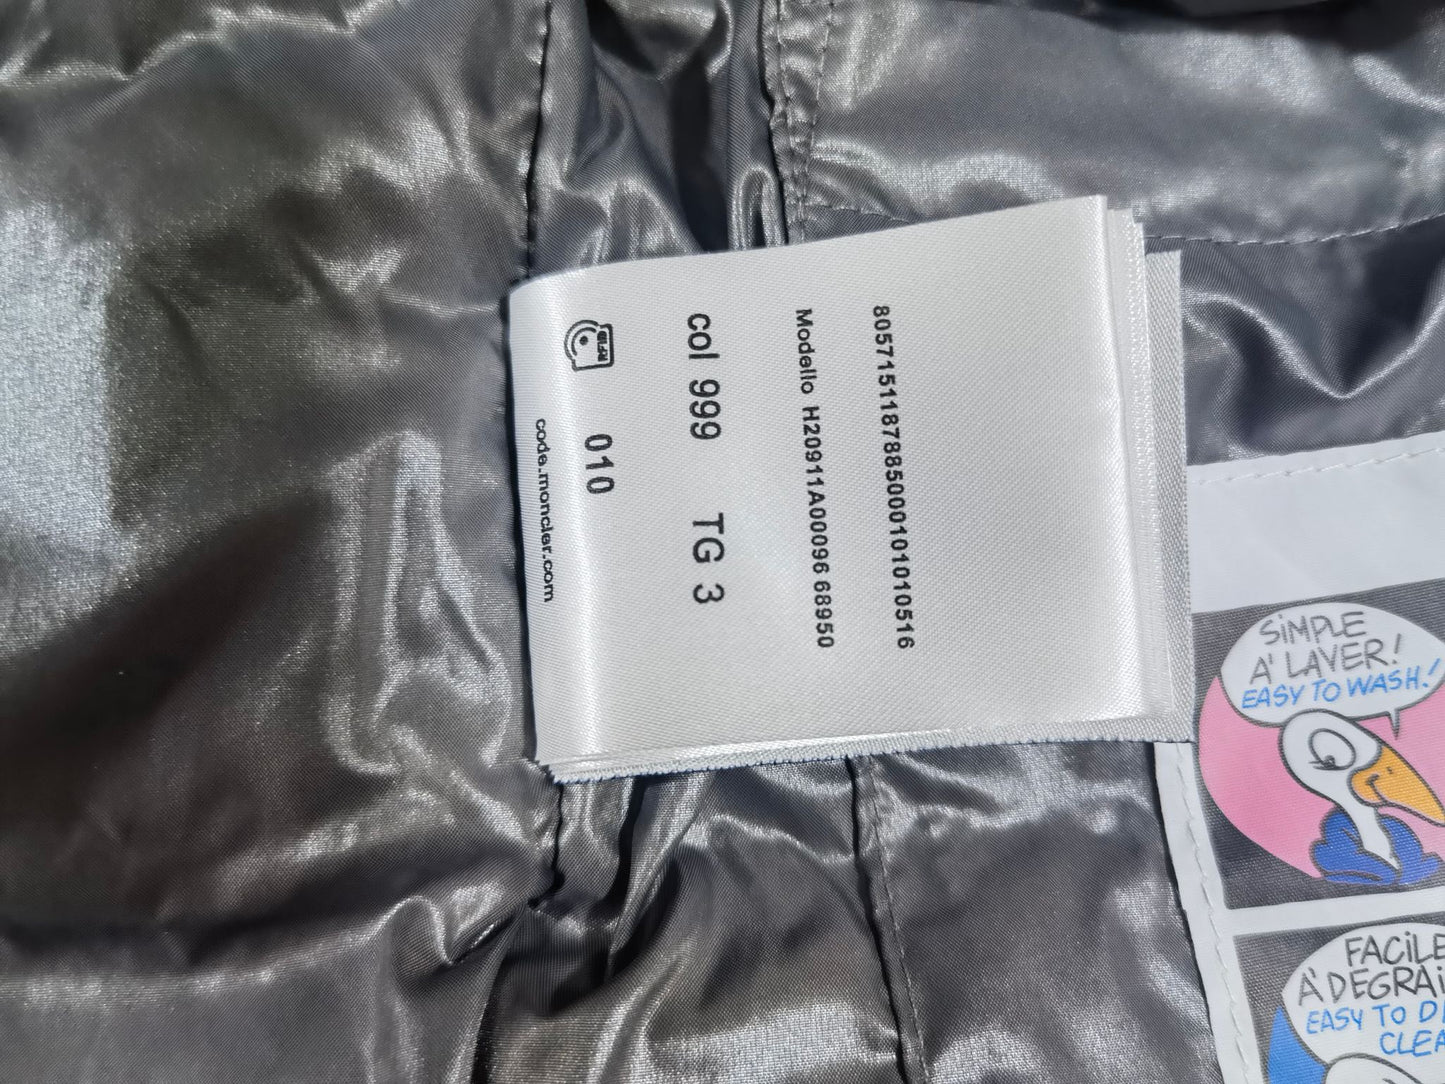 8057151187885000101010516
Modello H20911A00096 68950
col 999 TG 3
010
code.moncler.com
SiMPLE
A' LAVER!
EASY TO WASH!
FACiLE
A' DEGRAi
EASY TO D
CLEA